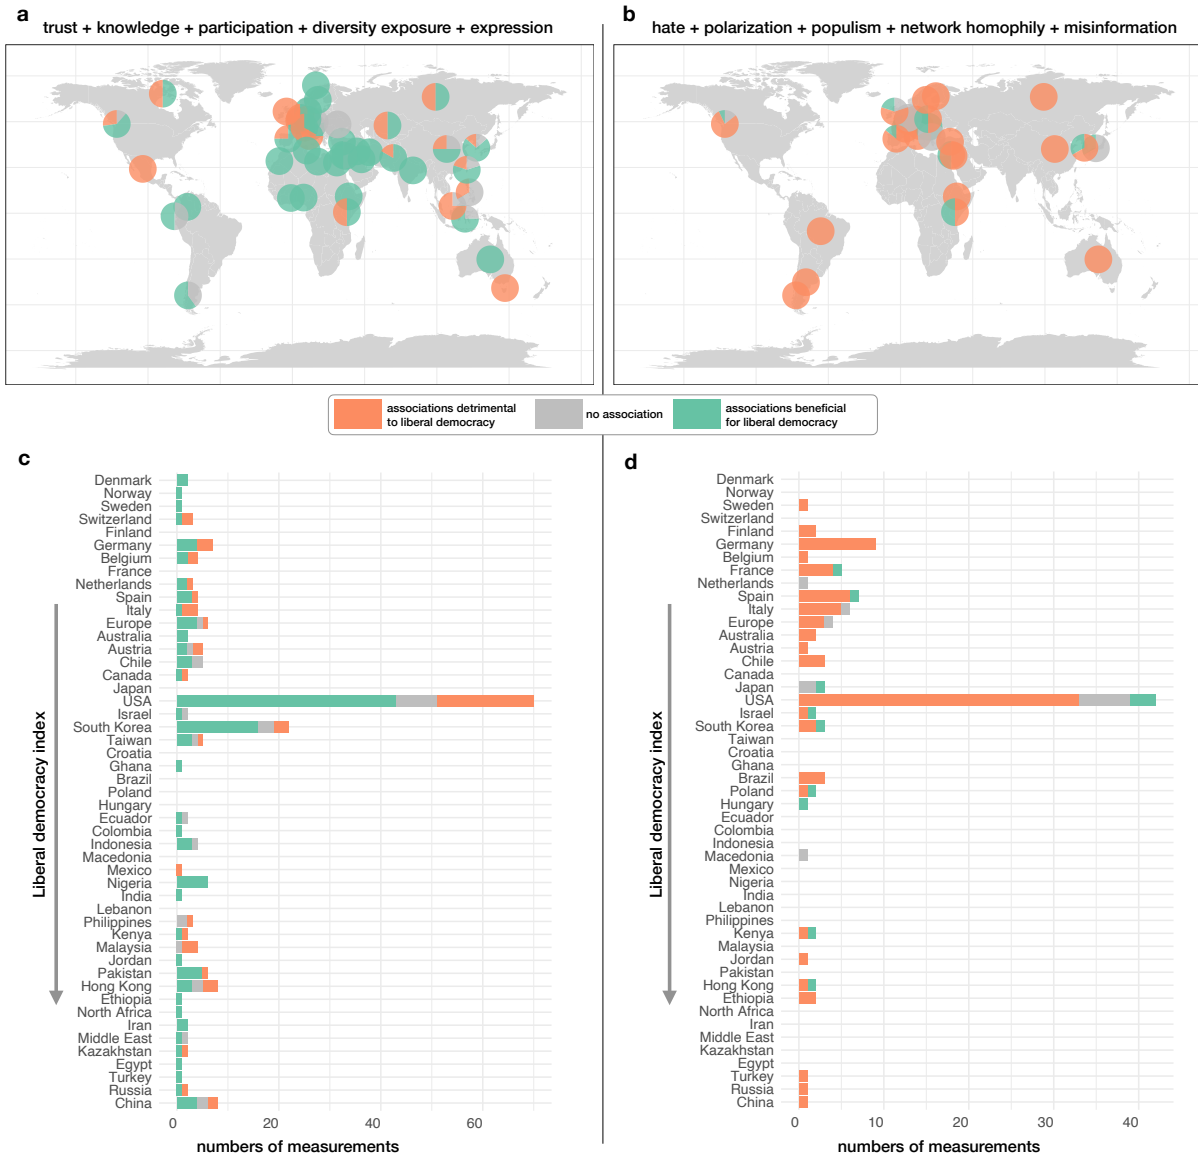 a
trust + knowledge + participation + diversity exposure + expression
b
hate + polarization + populism + network homophily + misinformation
associations detrimental
to liberal democracy
no association
associations beneficial
for liberal democracy
c
Denmark
Norway
Sweden
Switzerland
Finland
Germany
Belgium
France
Netherlands
Spain
Italy
Europe
Australia
Austria
Chile
Canada
Japan
USA
Israel
South Korea
Taiwan
Croatia
Ghana
Brazil
Poland
Hungary
Ecuador
Colombia
Indonesia
Macedonia
Mexico
Nigeria
India
Lebanon
Philippines
Kenya
Malaysia
Jordan
Pakistan
Hong Kong
Ethiopia
North Africa
Iran
Middle East
Kazakhstan
Egypt
Turkey
Russia
China
Liberal democracy index
0 20 40 60
numbers of measurements
d
Denmark
Norway
Sweden
Switzerland
Finland
Germany
Belgium
France
Netherlands
Spain
Italy
Europe
Australia
Austria
Chile
Canada
Japan
USA
Israel
South Korea
Taiwan
Croatia
Ghana
Brazil
Poland
Hungary
Ecuador
Colombia
Indonesia
Macedonia
Mexico
Nigeria
India
Lebanon
Philippines
Kenya
Malaysia
Jordan
Pakistan
Hong Kong
Ethiopia
North Africa
Iran
Middle East
Kazakhstan
Egypt
Turkey
Russia
China
Liberal democracy index
0 10 20 30 40
numbers of measurements